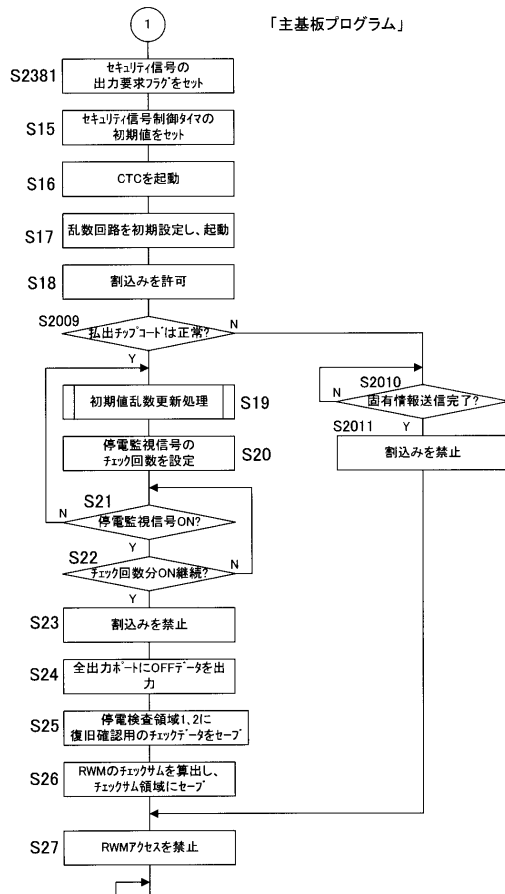 「主基板プログラム」
1
S2381
セキュリティ信号の
出力要求フラグをセット
S15
セキュリティ信号制御タイマの
初期値をセット
S16
CTCを起動
S17
乱数回路を初期設定し、起動
S18
割込みを許可
S2009
払出チップコードは正常?
N
Y
S2010
固有情報送信完了?
N
Y
S2011
割込みを禁止
初期値乱数更新処理
S19
停電監視信号の
チェック回数を設定
S20
S21
停電監視信号ON?
N
Y
S22
チェック回数分ON継続?
N
Y
S23
割込みを禁止
S24
全出力ポートにOFFデータを出
力
S25
停電検査領域1、2に
復旧確認用のチェックデータをセーブ
S26
RWMのチェックサムを算出し、
チェックサム領域にセーブ
S27
RWMアクセスを禁止